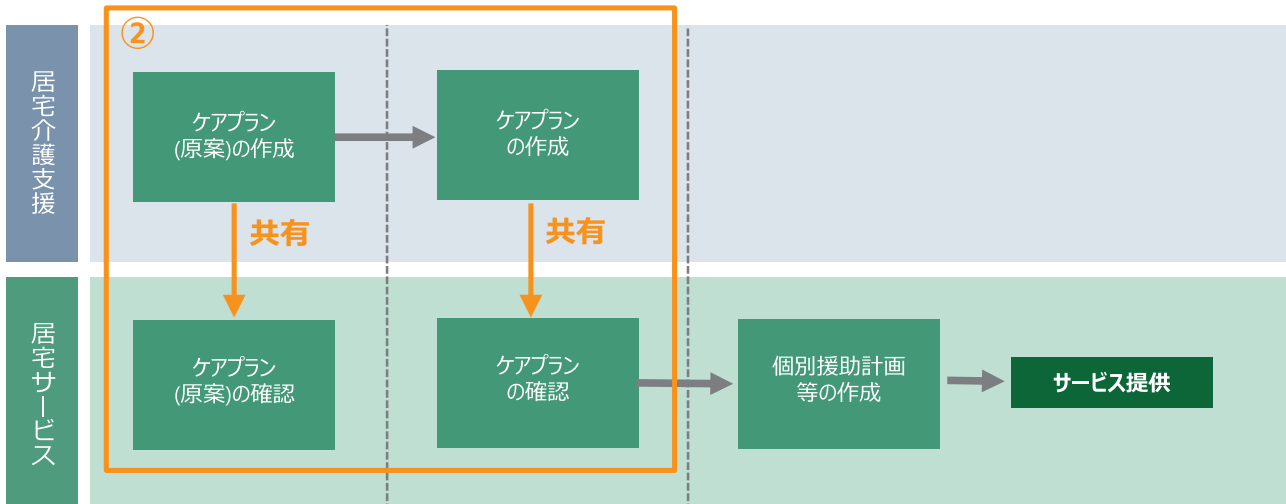 ②
居宅介護支援
ケアプラン
(原案)の作成
ケアプラン
の作成
共有
共有
居宅サービス
ケアプラン
(原案)の確認
ケアプラン
の確認
個別援助計画
等の作成
サービス提供